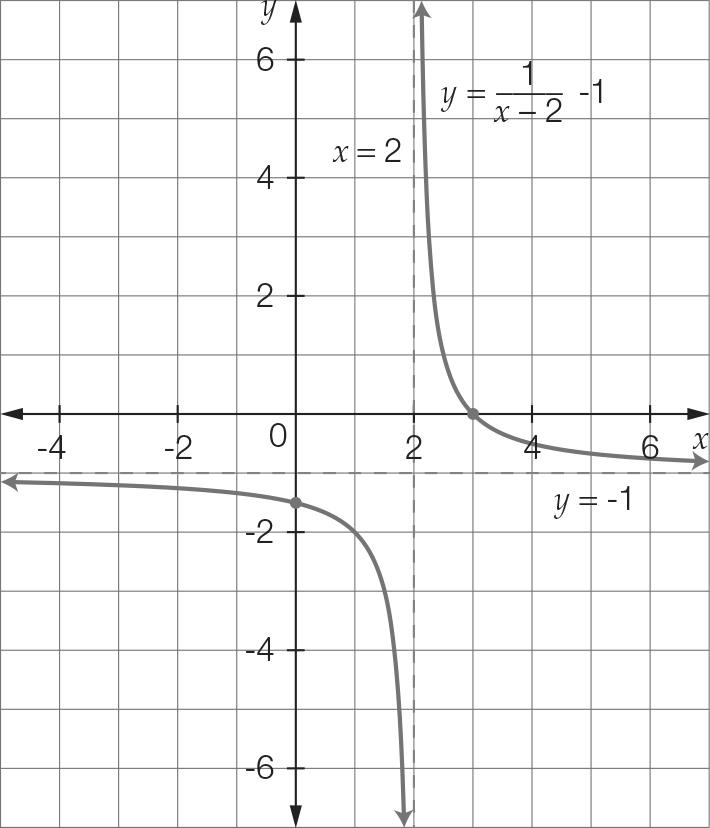 y
6
y = 1/(x − 2) -1
x = 2
4
2
-4 -2 0 2 4 6 x
y = -1
-2
-4
-6